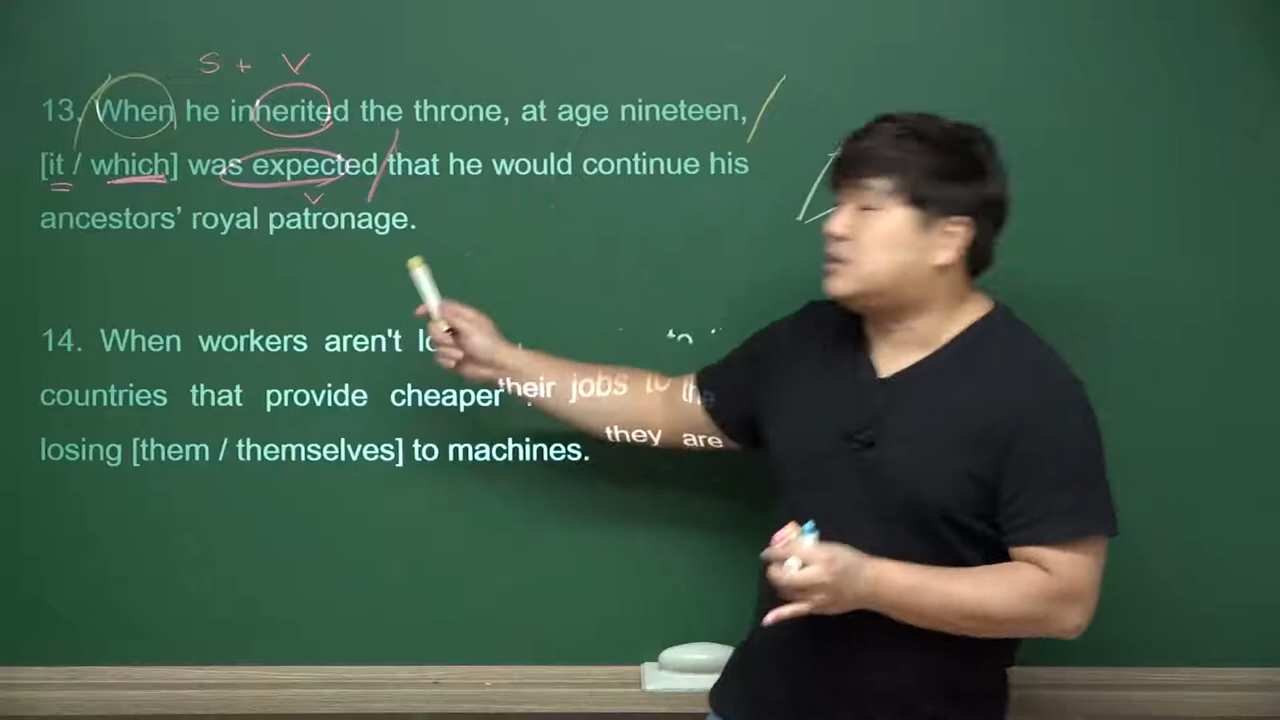 S + V
13. When he inherited the throne, at age nineteen,
[it / which] was expected that he would continue his
V
ancestors’ royal patronage.
14. When workers aren't their jobs to
countries that provide cheaper they are
losing [them / themselves] to machines.